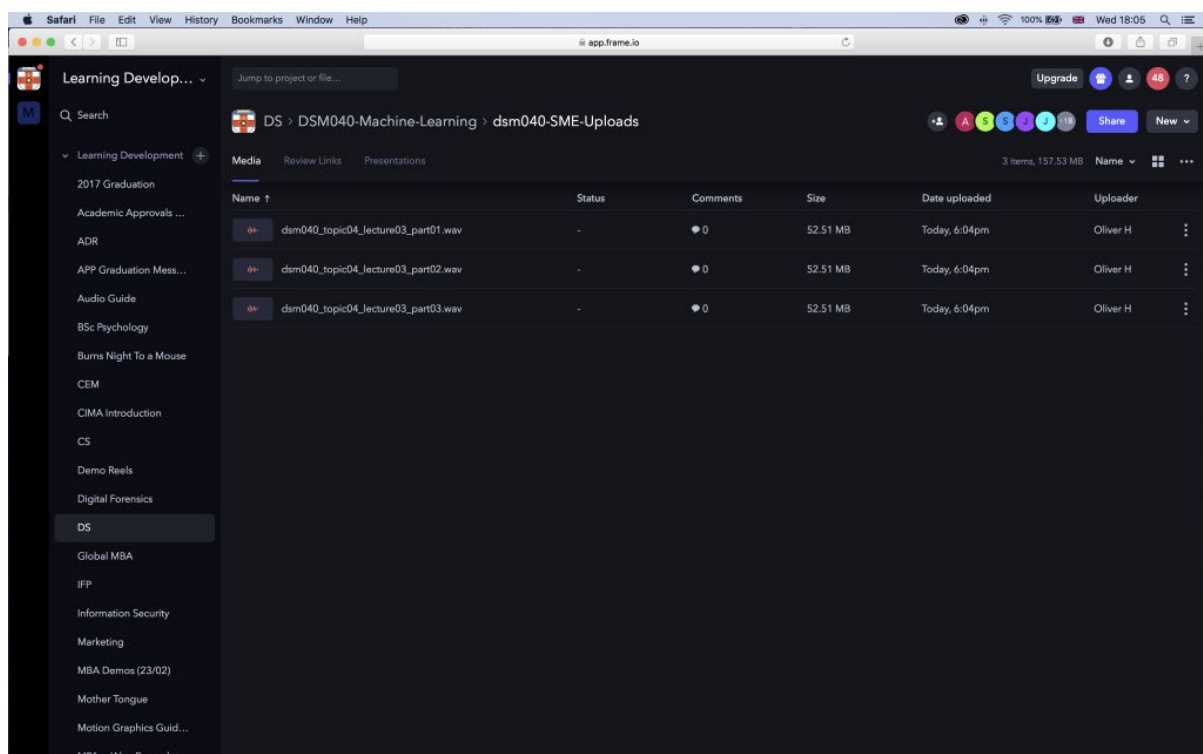 Safari File Edit View History Bookmarks Window Help 100% Wed 18:05
app.frame.io
Learning Develop... Jump to project or file... Upgrade 48 ?
M
Search
DS > DSM040-Machine-Learning > dsm040-SME-Uploads A S S J J +18 Share New
Learning Development +
Media Review Links Presentations 3 items, 157.53 MB Name
2017 Graduation
Name ↑ Status Comments Size Date uploaded Uploader
Academic Approvals ...
dsm040_topic04_lecture03_part01.wav - 0 52.51 MB Today, 6:04pm Oliver H
ADR
dsm040_topic04_lecture03_part02.wav - 0 52.51 MB Today, 6:04pm Oliver H
APP Graduation Mess...
Audio Guide
dsm040_topic04_lecture03_part03.wav - 0 52.51 MB Today, 6:04pm Oliver H
BSc Psychology
Burns Night To a Mouse
CEM
CIMA Introduction
CS
Demo Reels
Digital Forensics
DS
Global MBA
IFP
Information Security
Marketing
MBA Demos (23/02)
Mother Tongue
Motion Graphics Guid...